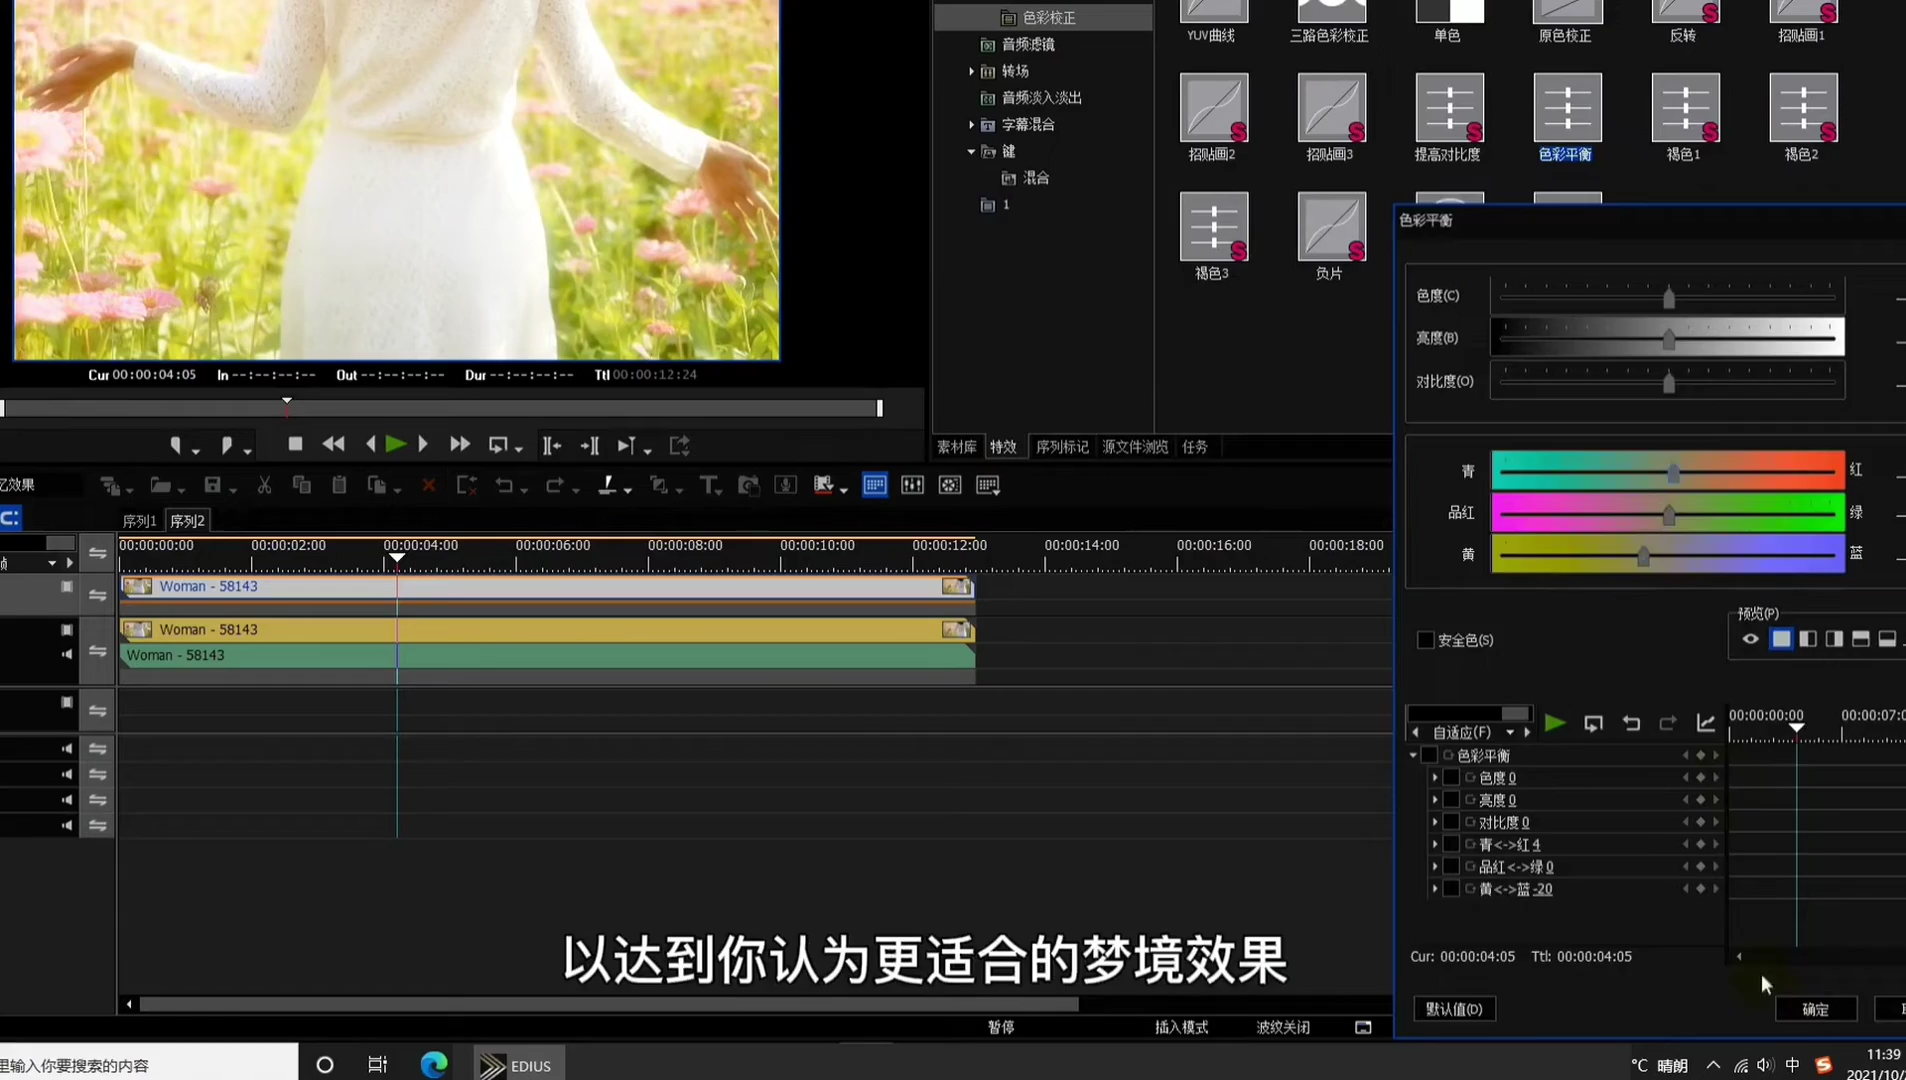 色彩校正
音频滤镜
转场
音频淡入淡出
字幕混合
键
混合
1
YUV曲线
三路色彩校正
单色
原色校正
反转
招贴画1
招贴画2
招贴画3
提高对比度
色彩平衡
褐色1
褐色2
褐色3
负片
素材库
特效
序列标记
源文件浏览
任务
Cur 00:00:04:05 In --:--:--:-- Out --:--:--:-- Dur --:--:--:-- Ttl 00:00:12:24
忆效果
序列1
序列2
00:00:00:00 00:00:02:00 00:00:04:00 00:00:06:00 00:00:08:00 00:00:10:00 00:00:12:00 00:00:14:00 00:00:16:00 00:00:18:00
帧
Woman - 58143
Woman - 58143
Woman - 58143
色彩平衡
色度(C)
亮度(B)
对比度(O)
青 红
品红 绿
黄 蓝
安全色(S)
预览(P)
自适应(F)
00:00:00:00 00:00:07:0
色彩平衡
色度 0
亮度 0
对比度 0
青<->红 4
品红<->绿 0
黄<->蓝 -20
Cur: 00:00:04:05 Ttl: 00:00:04:05
默认值(D)
确定
以达到你认为更适合的梦境效果
暂停
插入模式
波纹关闭
里输入你要搜索的内容
EDIUS
°C 晴朗
中
11:39
2021/10/